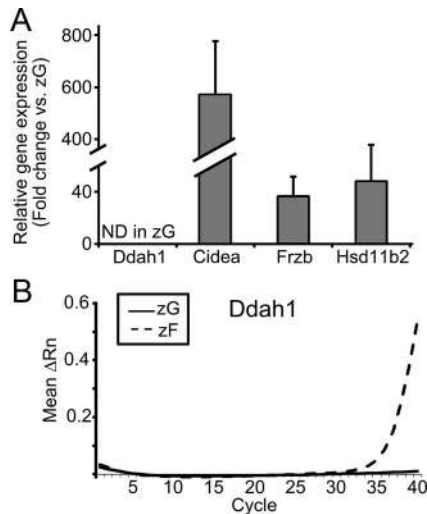 A
Relative gene expression
(Fold change vs. zG)
800
600
400
40
0
ND in zG
Ddah1 Cidea Frzb Hsd11b2
B
Mean ΔRn
0.6
0.4
0.2
zG
zF
Ddah1
5 10 15 20 25 30 35 40
Cycle